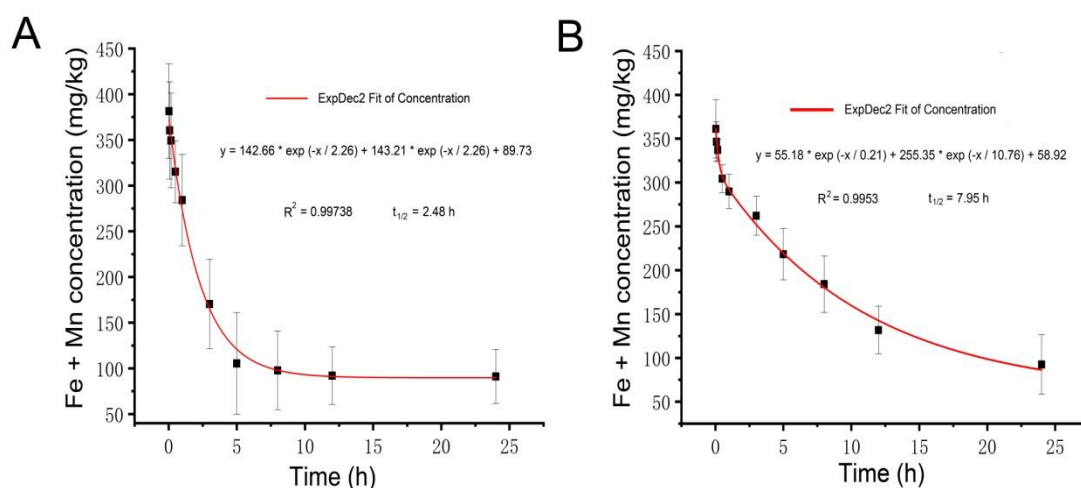 A
Fe + Mn concentration (mg/kg)
450
400
350
300
250
200
150
100
50
ExpDec2 Fit of Concentration
y = 142.66 * exp (-x / 2.26) + 143.21 * exp (-x / 2.26) + 89.73
R² = 0.99738 t1/2 = 2.48 h
0 5 10 15 20 25
Time (h)
B
Fe + Mn concentration (mg/kg)
450
400
350
300
250
200
150
100
50
ExpDec2 Fit of Concentration
y = 55.18 * exp (-x / 0.21) + 255.35 * exp (-x / 10.76) + 58.92
R² = 0.9953 t1/2 = 7.95 h
0 5 10 15 20 25
Time (h)